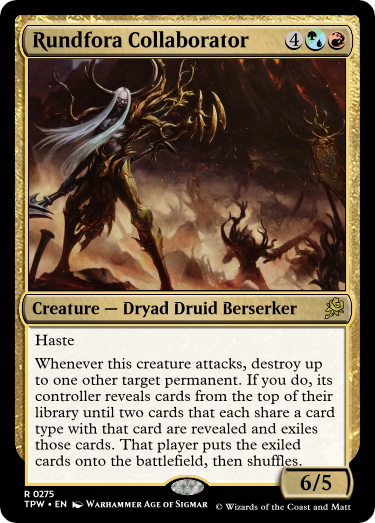 Rundfora Collaborator 4
Creature — Dryad Druid Berserker
Haste
Whenever this creature attacks, destroy up
to one other target permanent. If you do, its
controller reveals cards from the top of their
library until two cards that each share a card
type with that card are revealed and exiles
those cards. That player puts the exiled
cards onto the battlefield, then shuffles.
6/5
R 0275
TPW • EN Warhammer Age of Sigmar © Wizards of the Coast and Matt